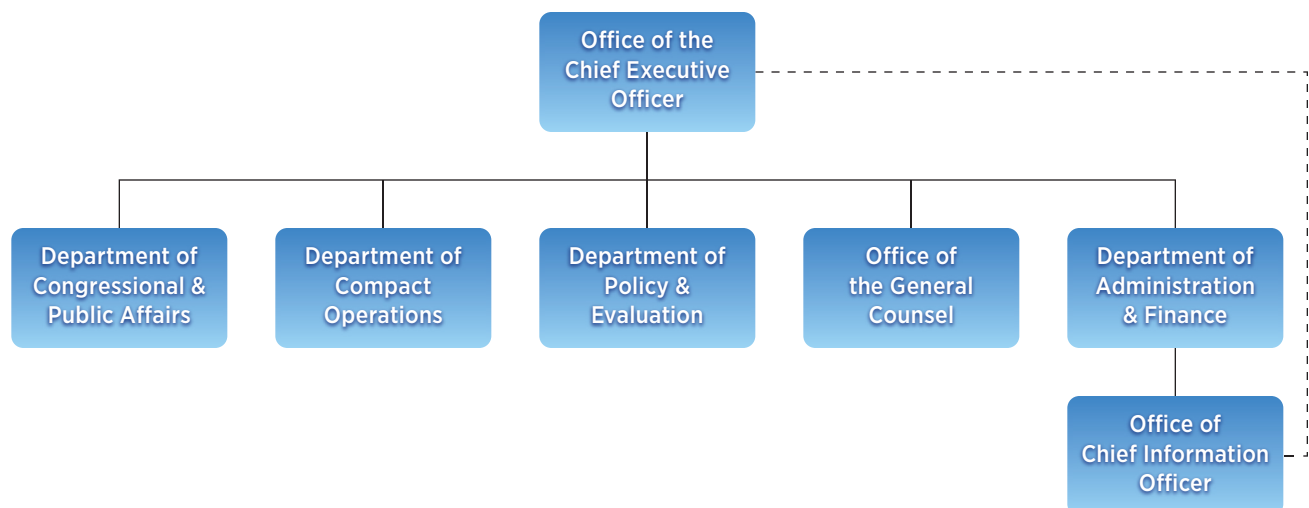 Office of the
Chief Executive
Officer
Department of
Congressional &
Public Affairs
Department of
Compact
Operations
Department of
Policy &
Evaluation
Office of
the General
Counsel
Department of
Administration
& Finance
Office of
Chief Information
Officer